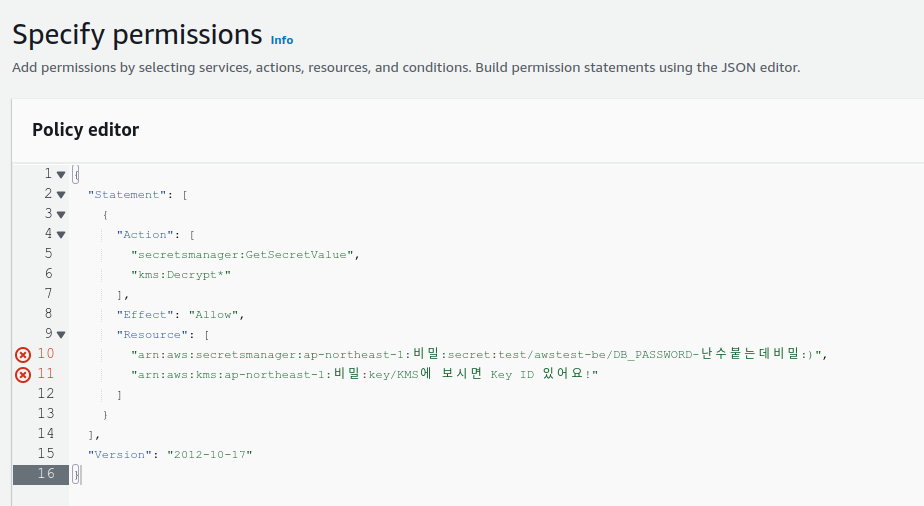 Specify permissions Info
Add permissions by selecting services, actions, resources, and conditions. Build permission statements using the JSON editor.
Policy editor
1 {
2 "Statement": [
3 {
4 "Action": [
5 "secretsmanager:GetSecretValue",
6 "kms:Decrypt*"
7 ],
8 "Effect": "Allow",
9 "Resource": [
10 "arn:aws:secretsmanager:ap-northeast-1:비밀:secret:test/awstest-be/DB_PASSWORD-난수붙는데비밀:)",
11 "arn:aws:kms:ap-northeast-1:비밀:key/KMS에 보시면 Key ID 있어요!"
12 ]
13 }
14 ],
15 "Version": "2012-10-17"
16 }